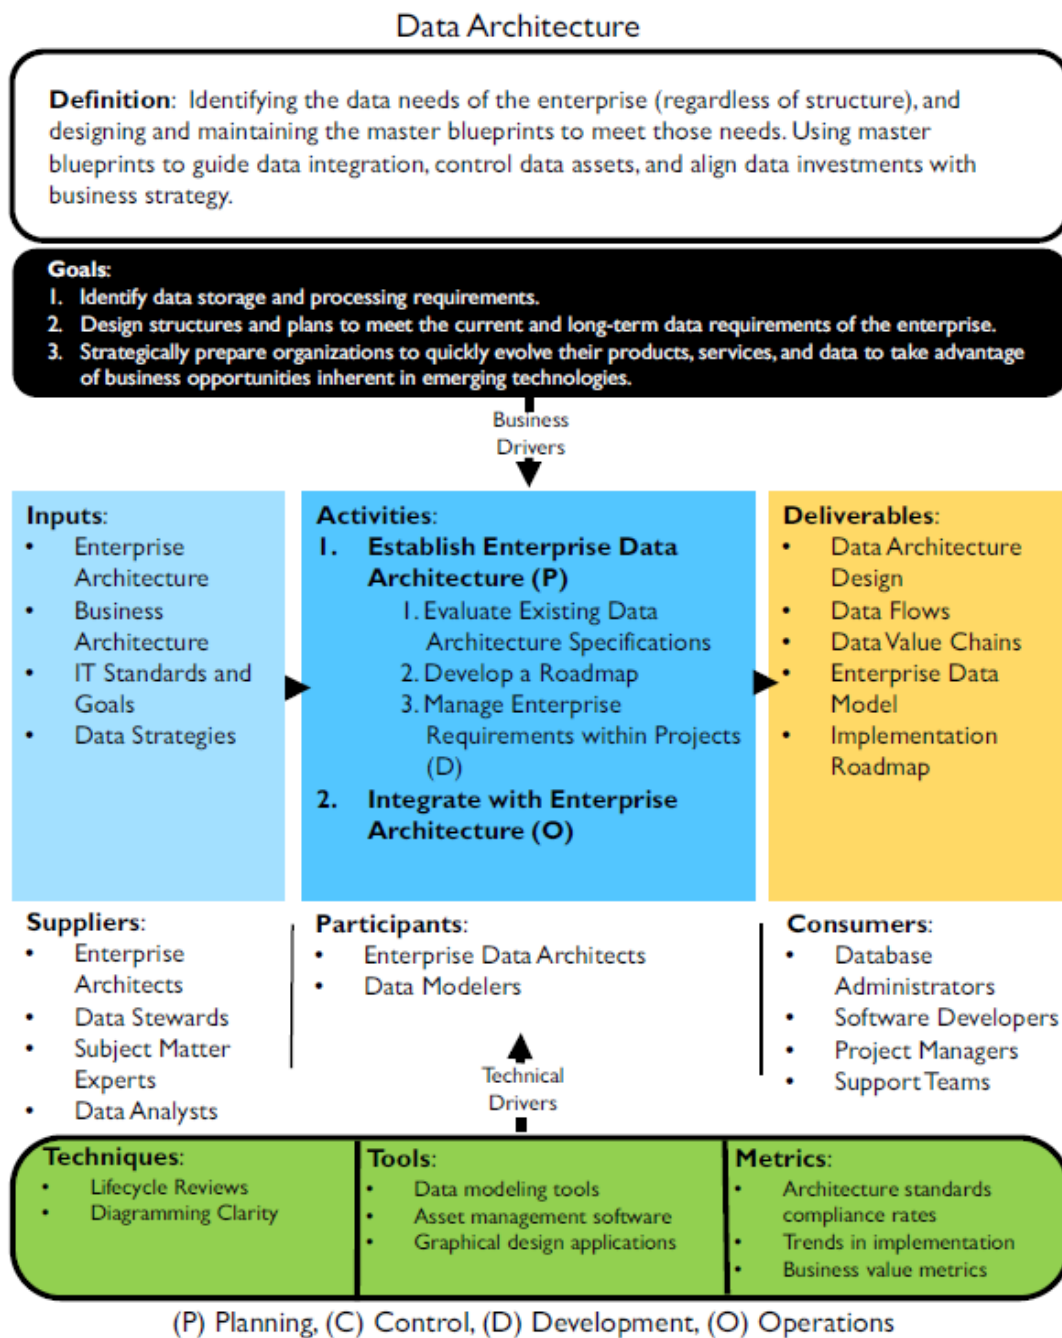 Data Architecture
Definition: Identifying the data needs of the enterprise (regardless of structure), and
designing and maintaining the master blueprints to meet those needs. Using master
blueprints to guide data integration, control data assets, and align data investments with
business strategy.
Goals:
1. Identify data storage and processing requirements.
2. Design structures and plans to meet the current and long-term data requirements of the enterprise.
3. Strategically prepare organizations to quickly evolve their products, services, and data to take advantage
of business opportunities inherent in emerging technologies.
Business
Drivers
Inputs:
• Enterprise
Architecture
• Business
Architecture
• IT Standards and
Goals
• Data Strategies
Activities:
1. Establish Enterprise Data
Architecture (P)
1. Evaluate Existing Data
Architecture Specifications
2. Develop a Roadmap
3. Manage Enterprise
Requirements within Projects
(D)
2. Integrate with Enterprise
Architecture (O)
Deliverables:
• Data Architecture
Design
• Data Flows
• Data Value Chains
• Enterprise Data
Model
• Implementation
Roadmap
Suppliers:
• Enterprise
Architects
• Data Stewards
• Subject Matter
Experts
• Data Analysts
Participants:
• Enterprise Data Architects
• Data Modelers
Consumers:
• Database
Administrators
• Software Developers
• Project Managers
• Support Teams
Technical
Drivers
Techniques:
• Lifecycle Reviews
• Diagramming Clarity
Tools:
• Data modeling tools
• Asset management software
• Graphical design applications
Metrics:
• Architecture standards
compliance rates
• Trends in implementation
• Business value metrics
(P) Planning, (C) Control, (D) Development, (O) Operations